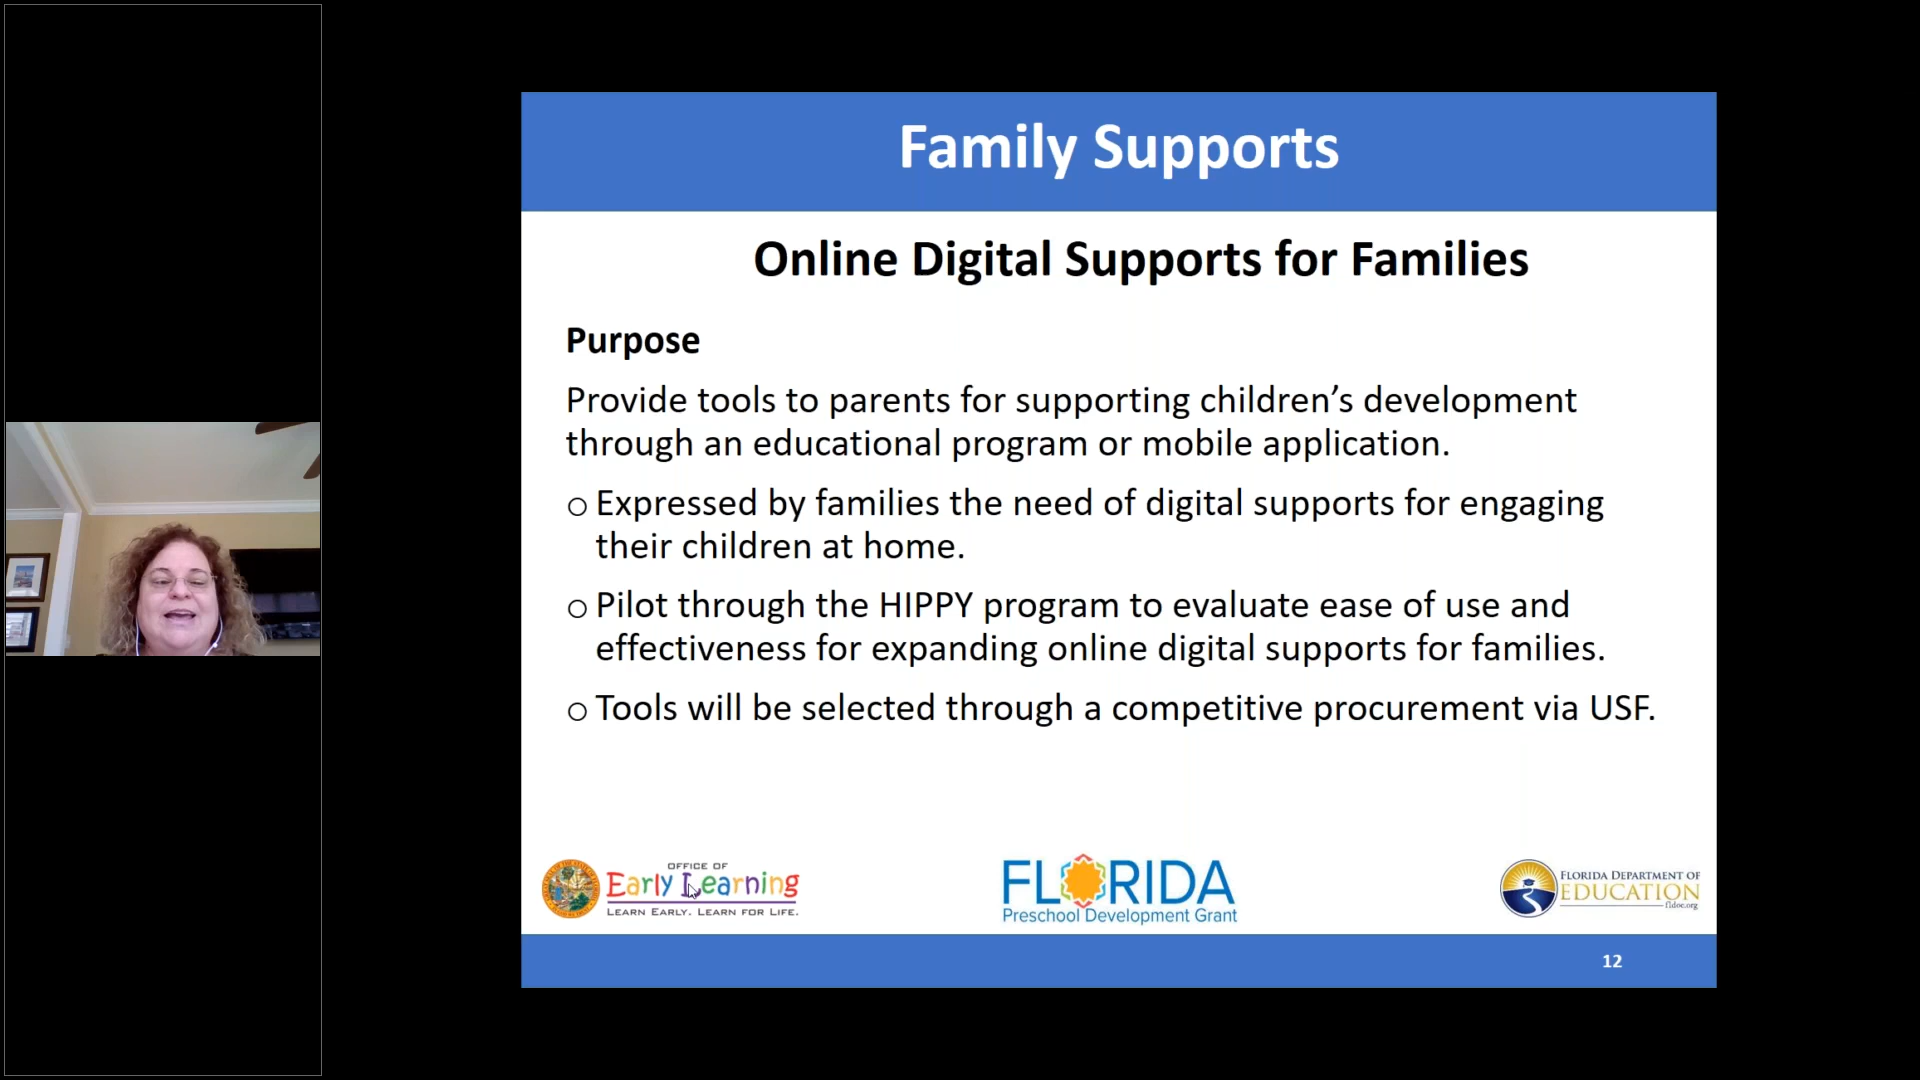 Family Supports
Online Digital Supports for Families
Purpose
Provide tools to parents for supporting children’s development
through an educational program or mobile application.
o Expressed by families the need of digital supports for engaging
their children at home.
o Pilot through the HIPPY program to evaluate ease of use and
effectiveness for expanding online digital supports for families.
o Tools will be selected through a competitive procurement via USF.
OFFICE OF
Early Learning
LEARN EARLY. LEARN FOR LIFE.
FLORIDA
Preschool Development Grant
FLORIDA DEPARTMENT OF
EDUCATION
fldoe.org
12